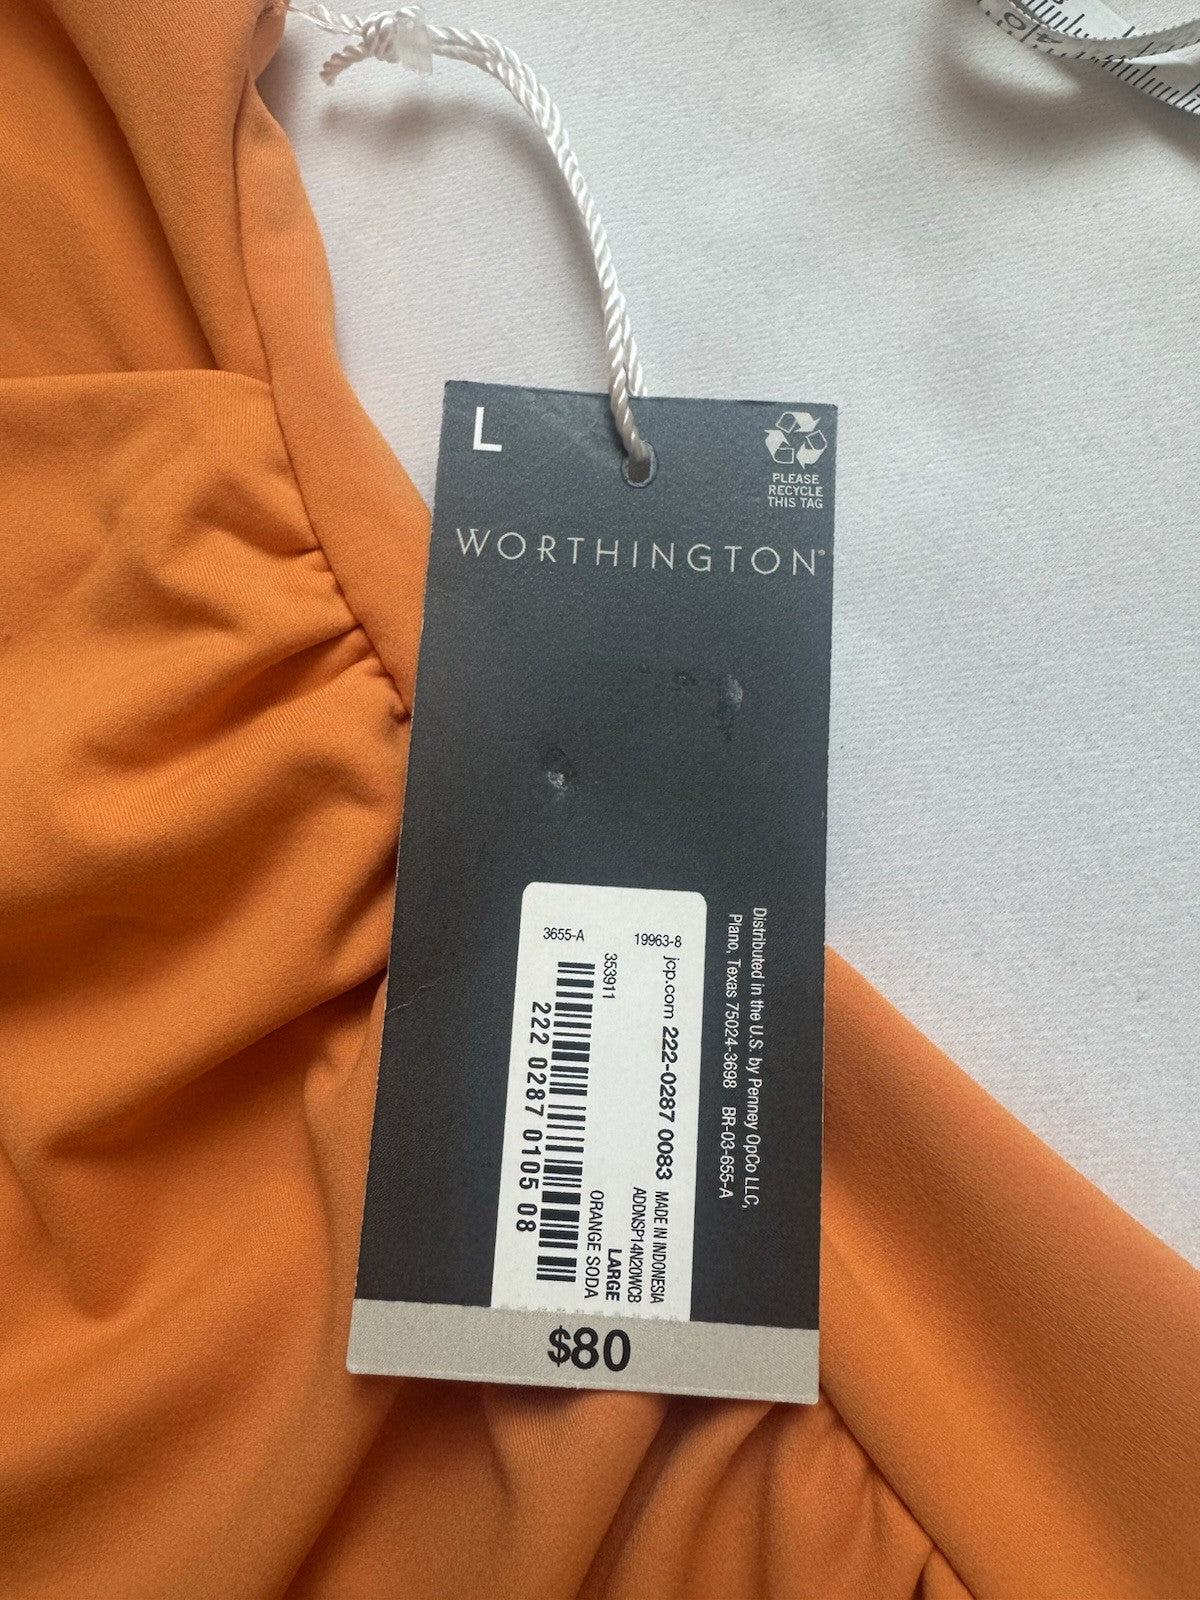 L
PLEASE
RECYCLE
THIS TAG
WORTHINGTON®
3655-A
19963-8
jcp.com 222-0287 0083
353911
222 0287 0105 08
MADE IN INDONESIA
ADDNSP14N20WCB
LARGE
ORANGE SODA
Distributed in the U.S. by Penney OpCo LLC,
Plano, Texas 75024-3698 BR-03-655-A
$80